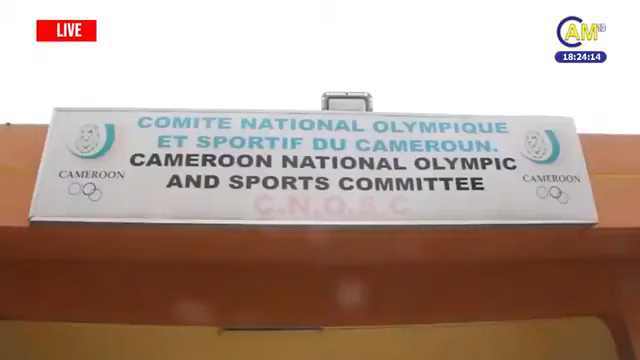 LIVE
CAM 10
18:24:14
COMITE NATIONAL OLYMPIQUE
ET SPORTIF DU CAMEROUN.
CAMEROON NATIONAL OLYMPIC
AND SPORTS COMMITTEE
C.N.O.S.C
CAMEROON
CAMEROON